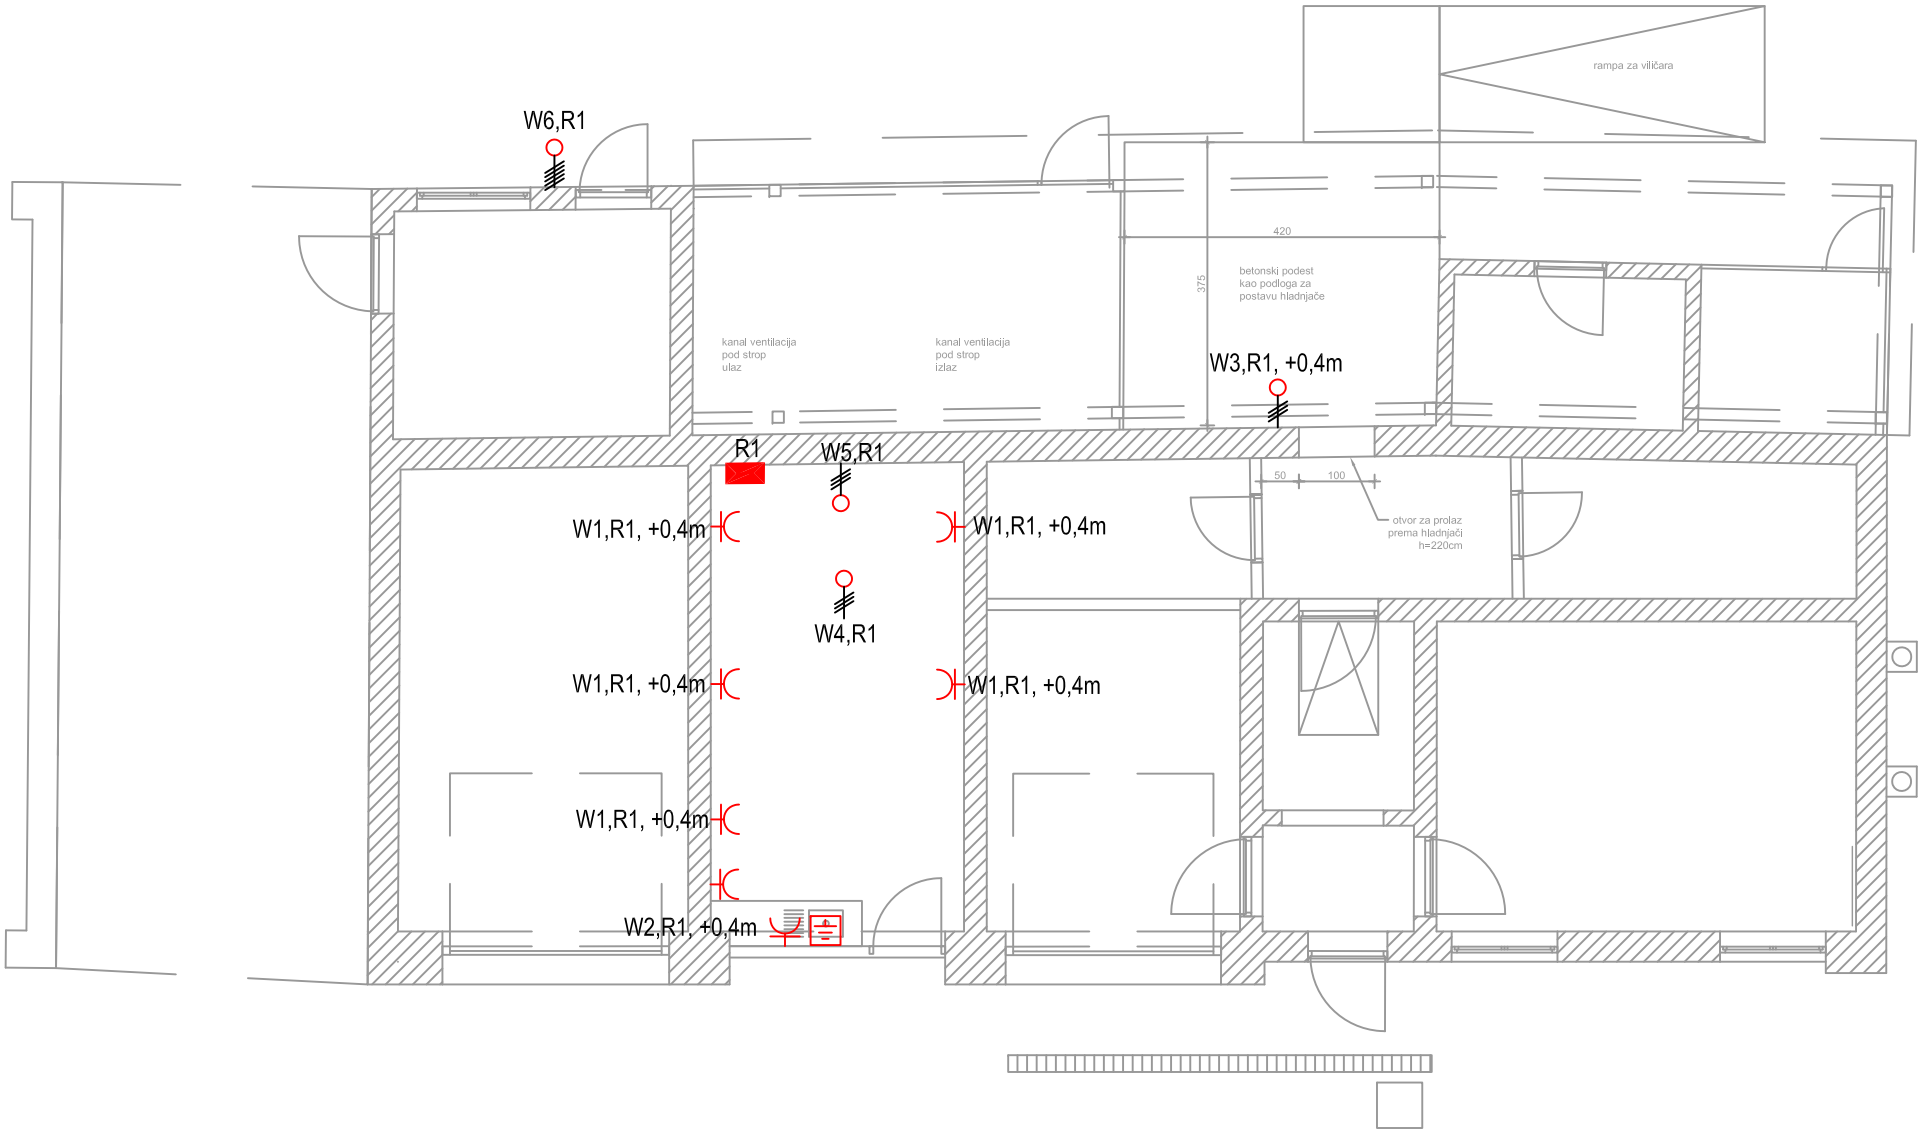 rampa za viličara
W6,R1
420
375
betonski podest
kao podloga za
postavu hladnjače
kanal ventilacija
pod strop
ulaz
kanal ventilacija
pod strop
izlaz
W3,R1, +0,4m
R1
W5,R1
50
100
W1,R1, +0,4m
W1,R1, +0,4m
otvor za prolaz
prema hladnjači
h=220cm
W4,R1
W1,R1, +0,4m
W1,R1, +0,4m
W1,R1, +0,4m
W2,R1, +0,4m